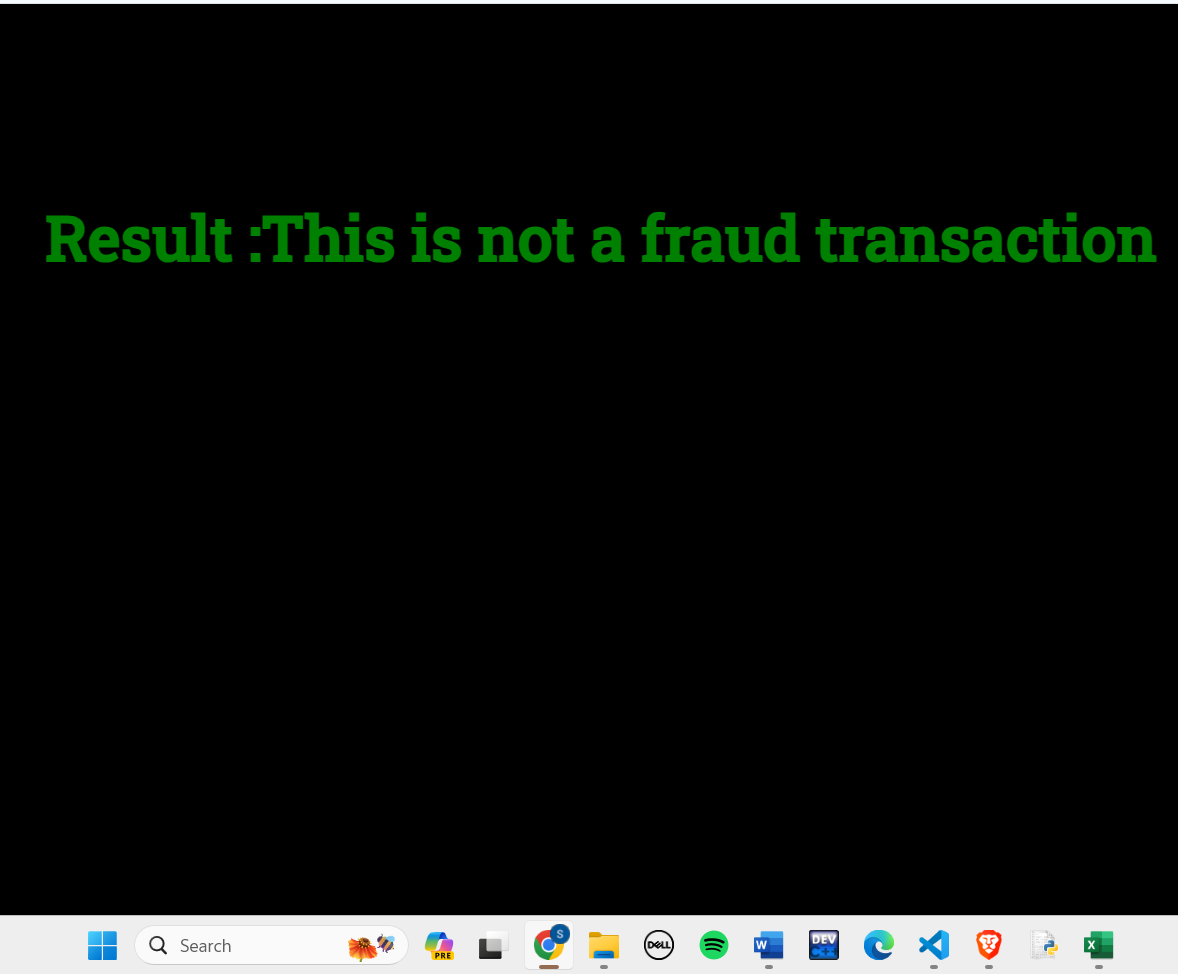 Result :This is not a fraud transaction
Search
PRE
S
DELL
W
DEV
C++
X